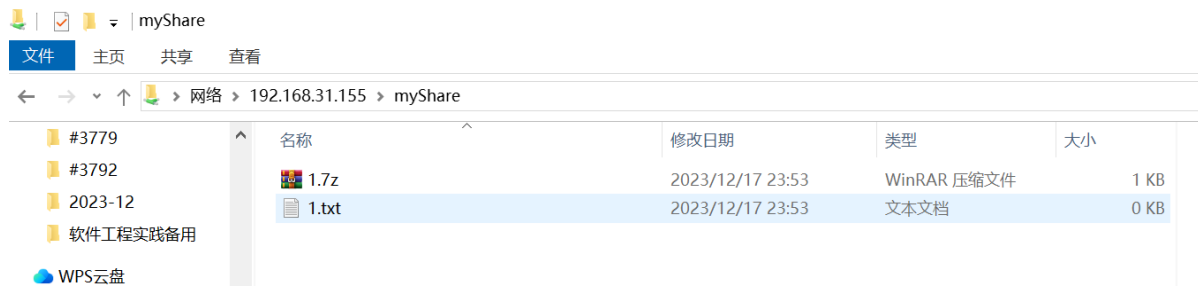 myShare
文件 主页 共享 查看
网络 192.168.31.155 myShare
#3779
#3792
2023-12
软件工程实践备用
WPS云盘
名称 修改日期 类型 大小
1.7z 2023/12/17 23:53 WinRAR 压缩文件 1 KB
1.txt 2023/12/17 23:53 文本文档 0 KB